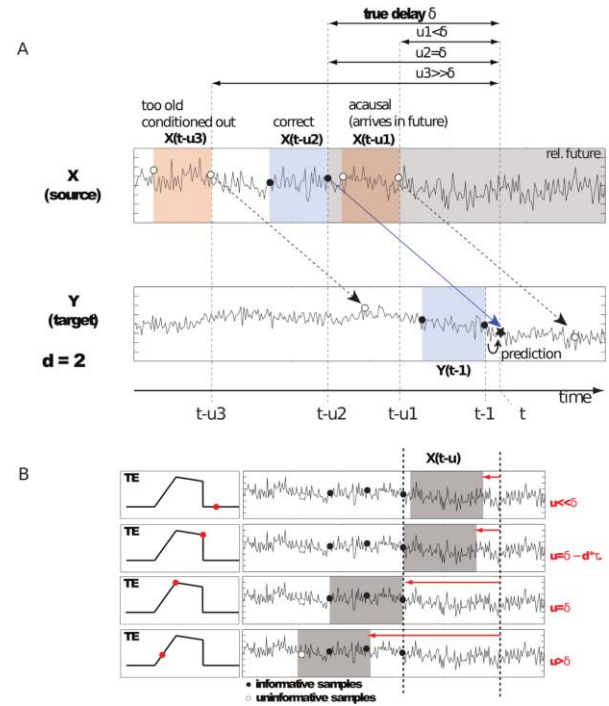 true delay δ
u1<δ
A
u2=δ
u3>>δ
too old
conditioned out
X(t-u3)
correct
X(t-u2)
acausal
(arrives in future)
X(t-u1)
rel. future
X
(source)
Y
(target)
prediction
d = 2
Y(t-1)
time
t-u3
t-u2
t-u1
t-1
t
B
X(t-u)
TE
u<<δ
TE
u=δ-d*τ
TE
u=δ
TE
u>δ
informative samples
uninformative samples